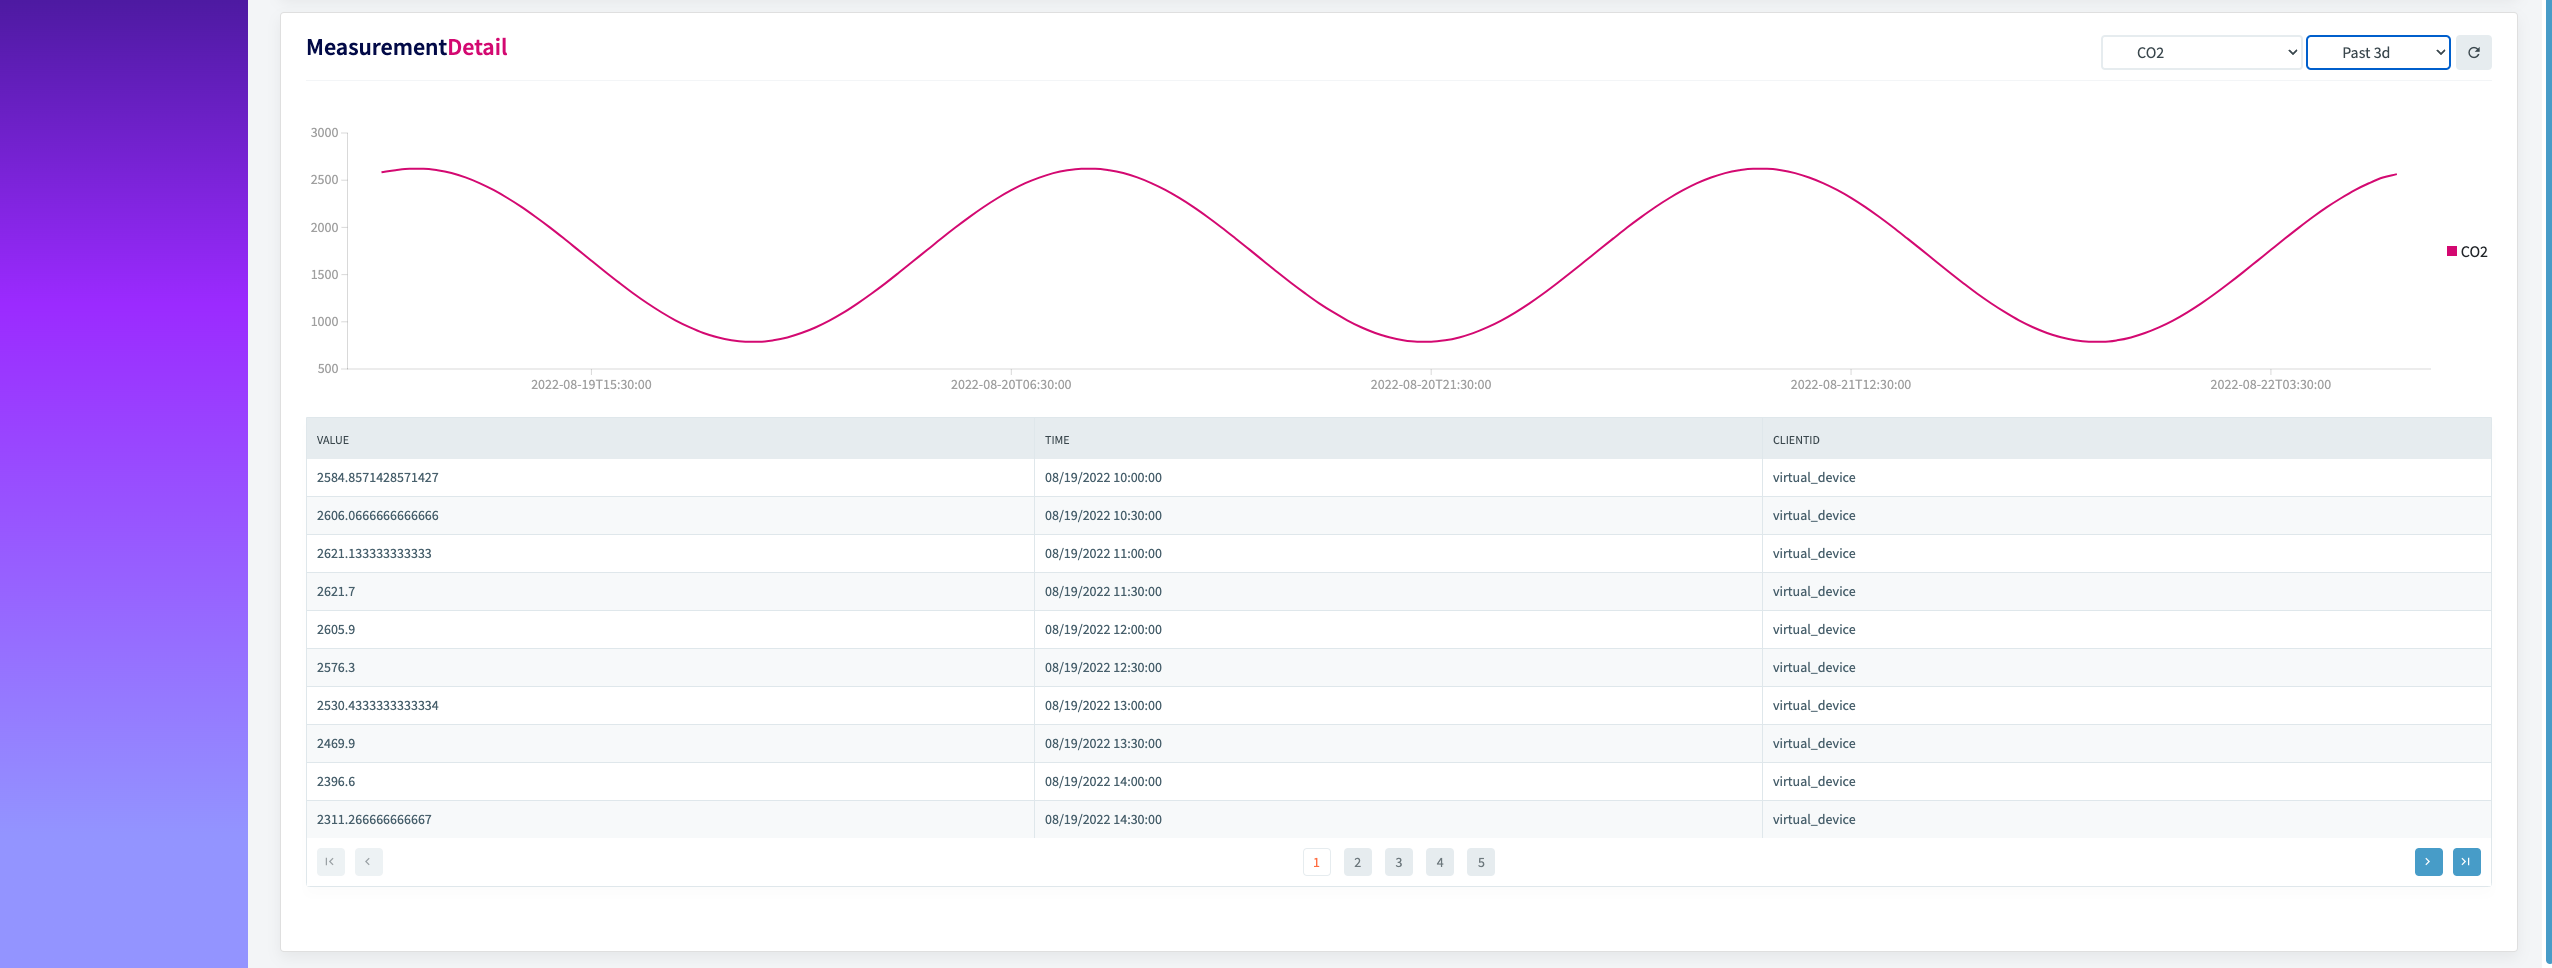 MeasurementDetail
CO2
Past 3d
3000
2500
2000
1500
1000
500
CO2
2022-08-19T15:30:00 2022-08-20T06:30:00 2022-08-20T21:30:00 2022-08-21T12:30:00 2022-08-22T03:30:00
VALUE TIME CLIENTID
2584.8571428571427 08/19/2022 10:00:00 virtual_device
2606.0666666666666 08/19/2022 10:30:00 virtual_device
2621.133333333333 08/19/2022 11:00:00 virtual_device
2621.7 08/19/2022 11:30:00 virtual_device
2605.9 08/19/2022 12:00:00 virtual_device
2576.3 08/19/2022 12:30:00 virtual_device
2530.4333333333334 08/19/2022 13:00:00 virtual_device
2469.9 08/19/2022 13:30:00 virtual_device
2396.6 08/19/2022 14:00:00 virtual_device
2311.266666666667 08/19/2022 14:30:00 virtual_device
1 2 3 4 5